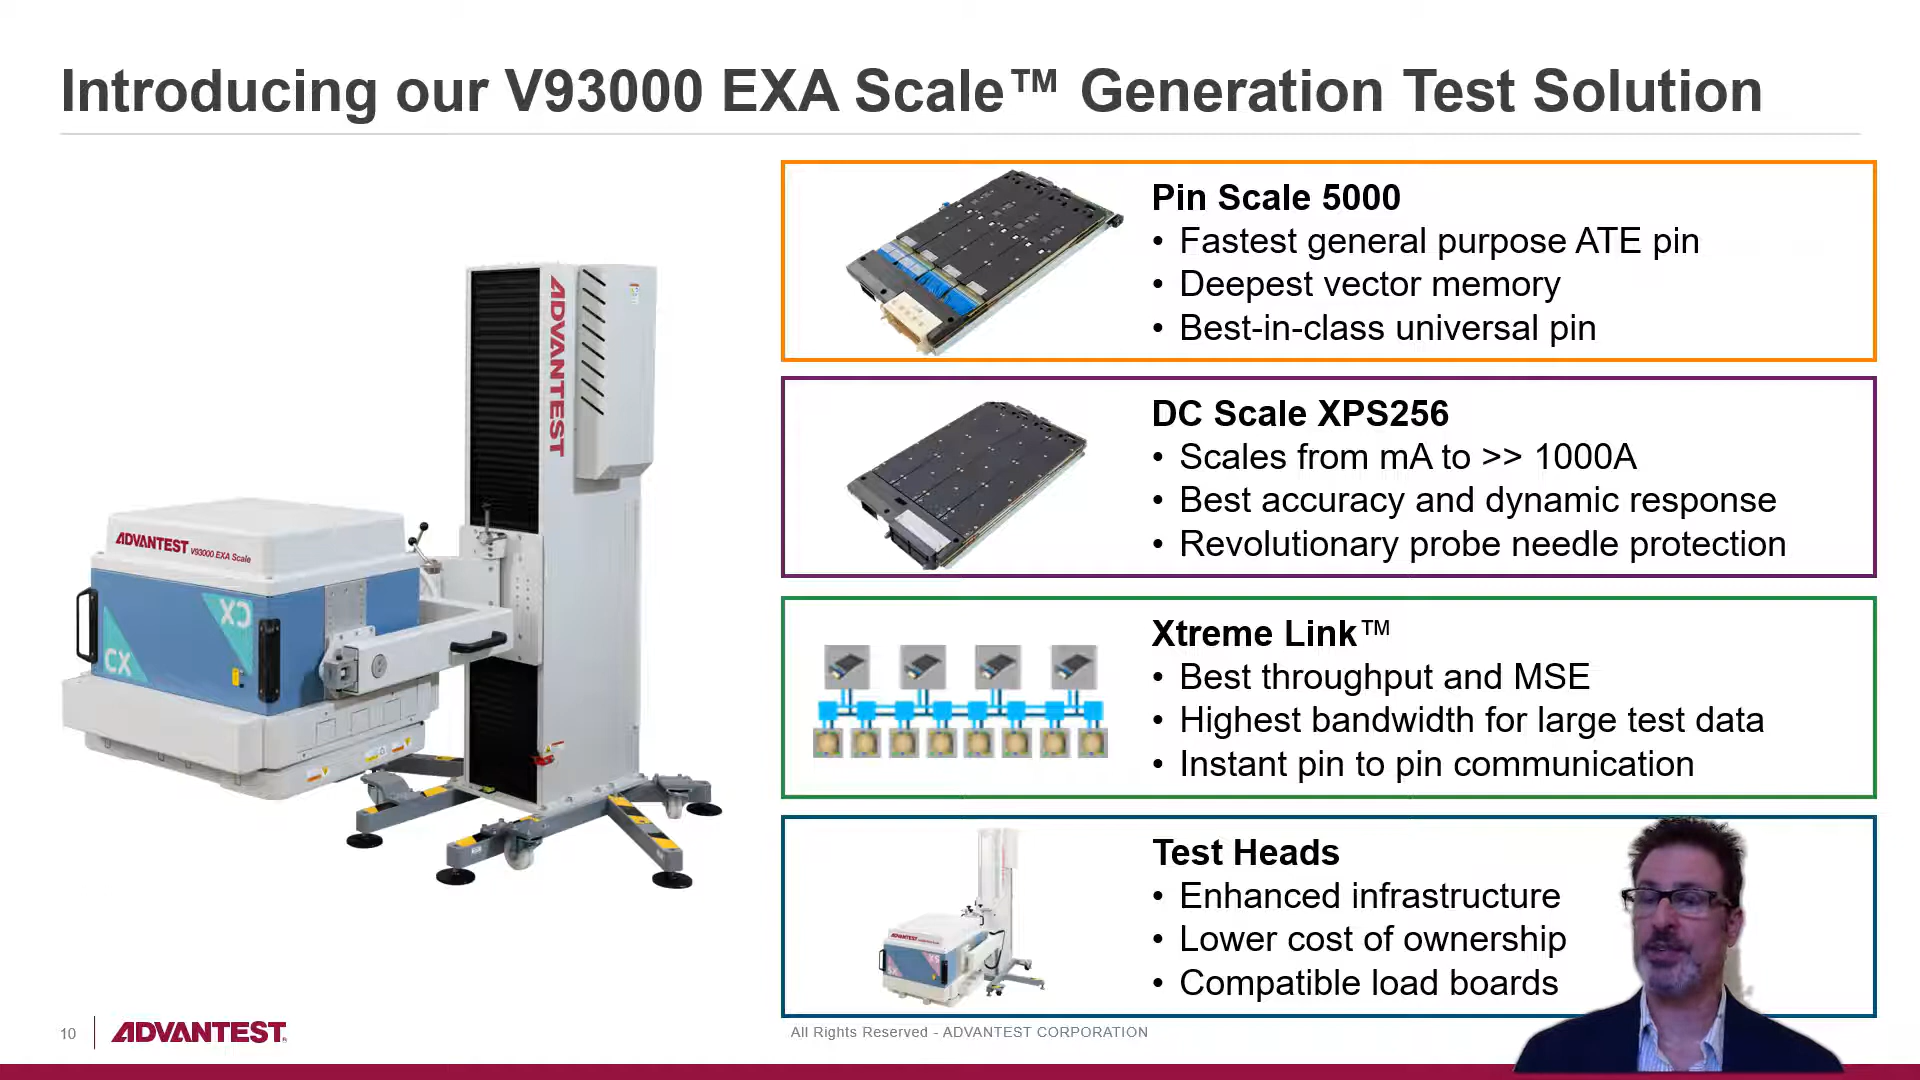 Introducing our V93000 EXA Scale™ Generation Test Solution
ADVANTEST
ADVANTEST V93000 EXA Scale
CX
CX
Pin Scale 5000
• Fastest general purpose ATE pin
• Deepest vector memory
• Best-in-class universal pin
DC Scale XPS256
• Scales from mA to >> 1000A
• Best accuracy and dynamic response
• Revolutionary probe needle protection
Xtreme Link™
• Best throughput and MSE
• Highest bandwidth for large test data
• Instant pin to pin communication
Test Heads
• Enhanced infrastructure
• Lower cost of ownership
• Compatible load boards
ADVANTEST
10
ADVANTEST
All Rights Reserved - ADVANTEST CORPORATION